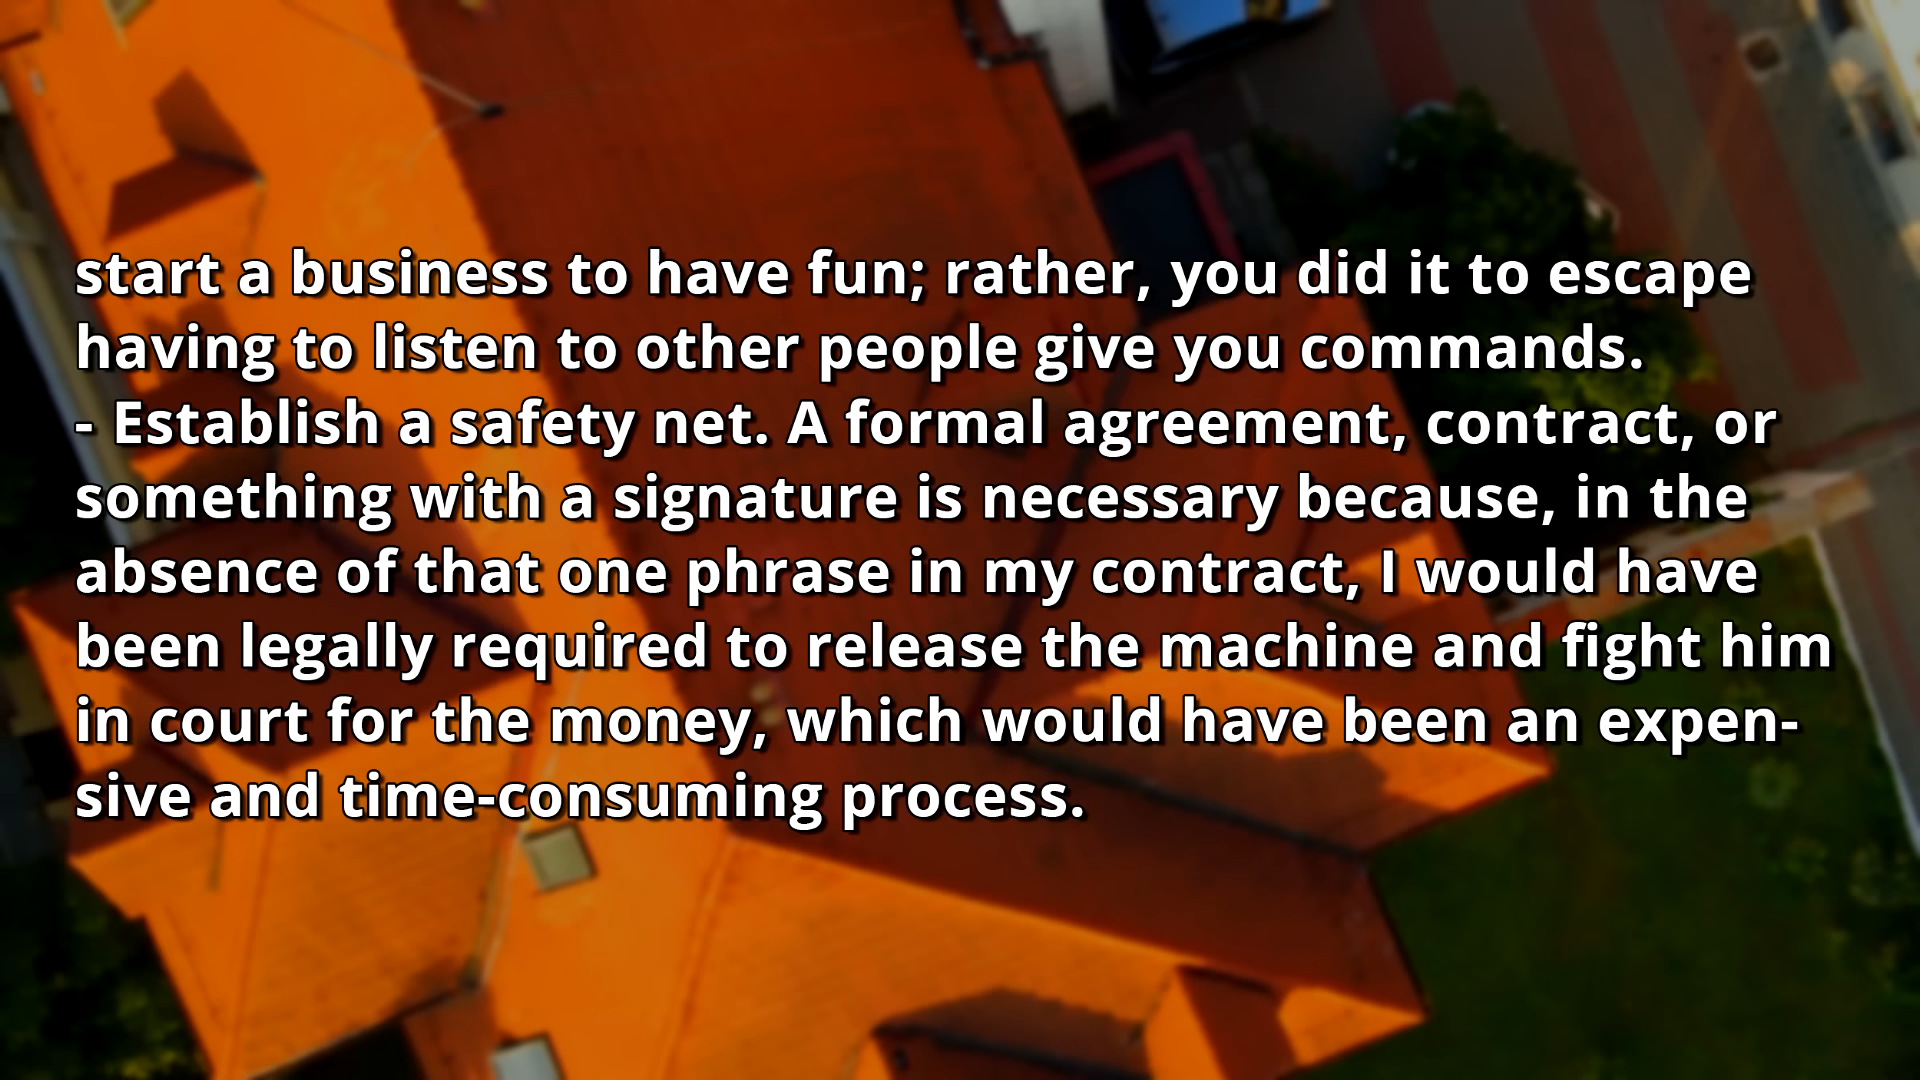 start a business to have fun; rather, you did it to escape
having to listen to other people give you commands.
- Establish a safety net. A formal agreement, contract, or
something with a signature is necessary because, in the
absence of that one phrase in my contract, I would have
been legally required to release the machine and fight him
in court for the money, which would have been an expen-
sive and time-consuming process.